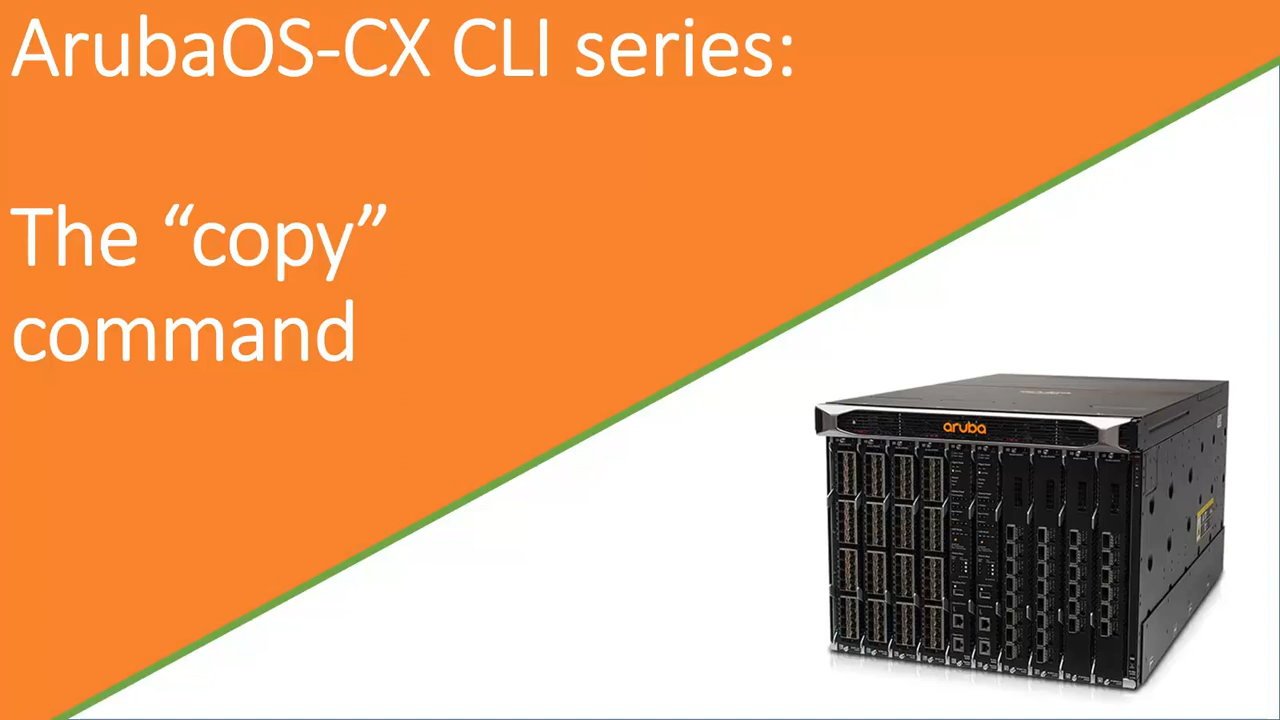 ArubaOS-CX CLI series:
The “copy”
command
aruba